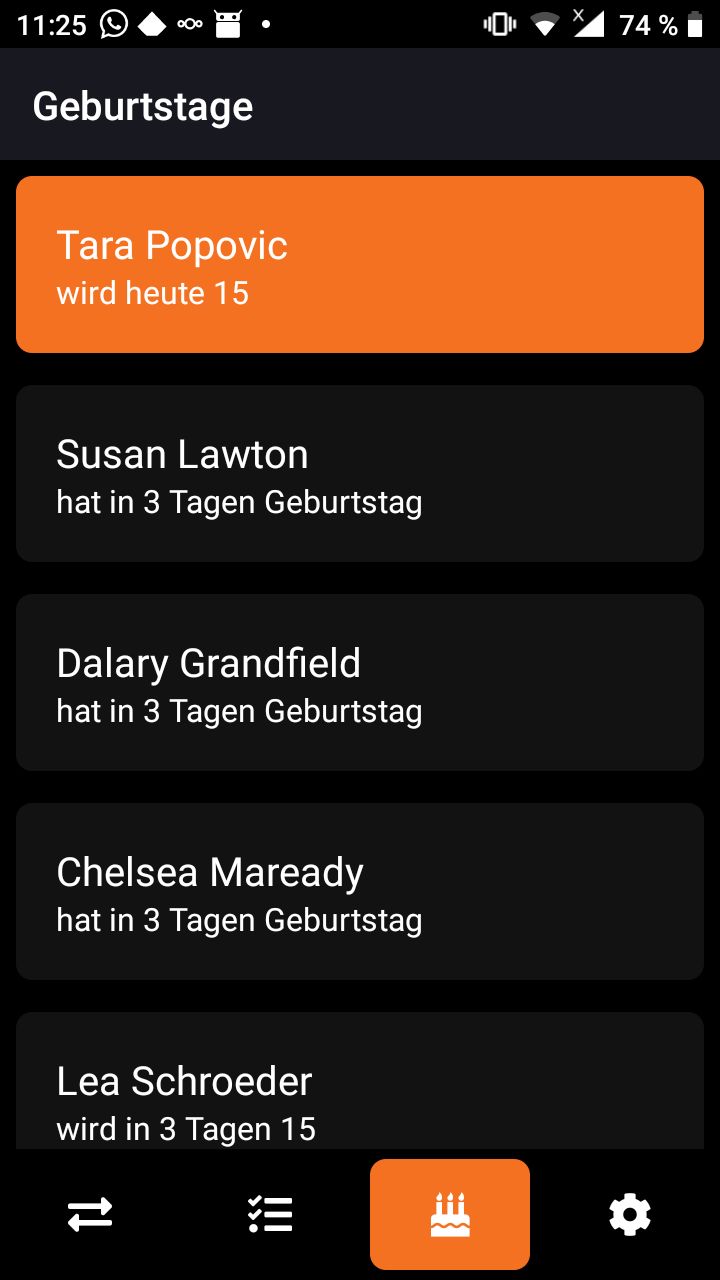 11:25 74 %
Geburtstage
Tara Popovic
wird heute 15
Susan Lawton
hat in 3 Tagen Geburtstag
Dalary Grandfield
hat in 3 Tagen Geburtstag
Chelsea Maready
hat in 3 Tagen Geburtstag
Lea Schroeder
wird in 3 Tagen 15